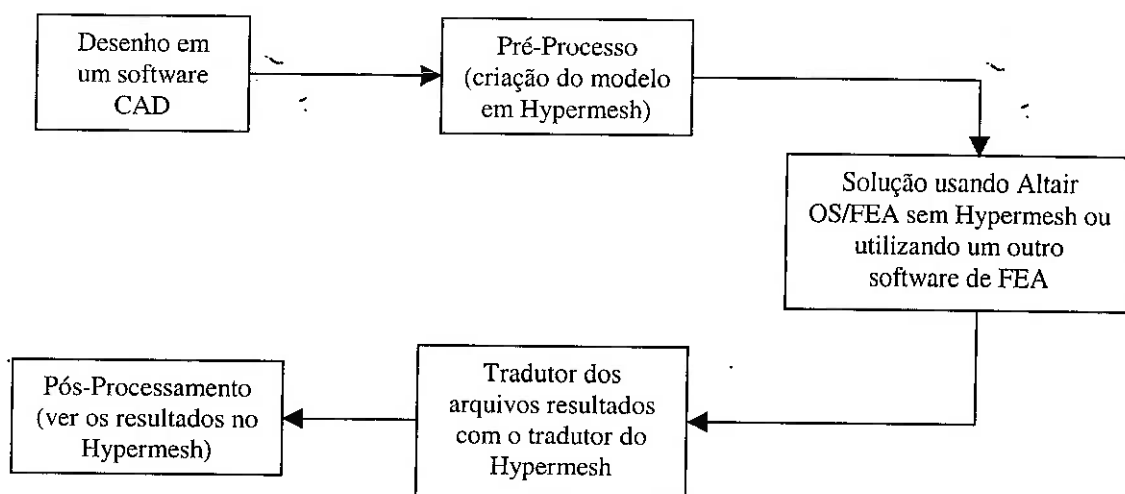 Desenho em
um software
CAD
Pré-Processo
(criação do modelo
em Hypermesh)
Solução usando Altair
OS/FEA sem Hypermesh ou
utilizando um outro
software de FEA
Tradutor dos
arquivos resultados
com o tradutor do
Hypermesh
Pós-Processamento
(ver os resultados no
Hypermesh)